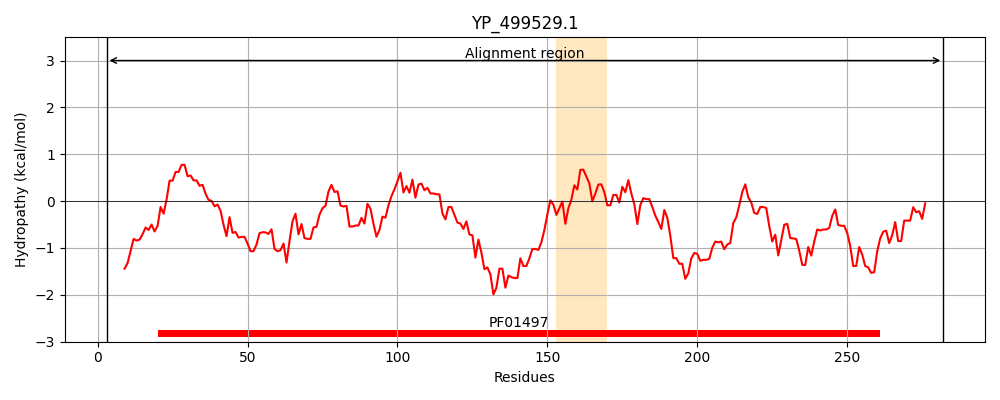 YP_499529.1
Alignment region
Hydropathy (kcal/mol)
3
2
1
0
−1
−2
−3
PF01497
0
50
100
150
200
250
Residues